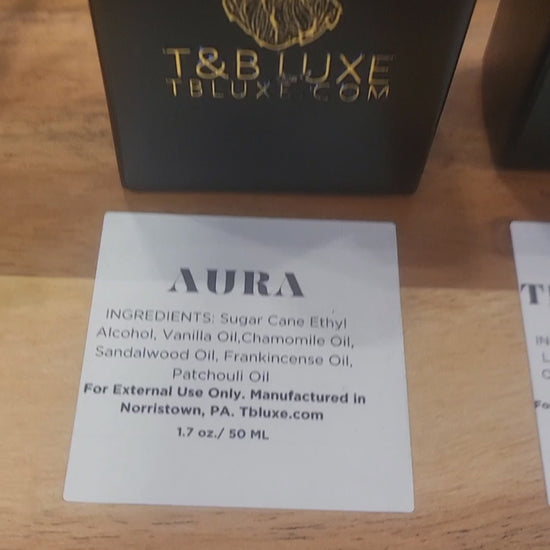 T&B LUXE
TBLUXE.COM
AURA
INGREDIENTS: Sugar Cane Ethyl
Alcohol, Vanilla Oil,Chamomile Oil,
Sandalwood Oil, Frankincense Oil,
Patchouli Oil
For External Use Only. Manufactured in
Norristown, PA. Tbluxe.com
1.7 oz./ 50 ML